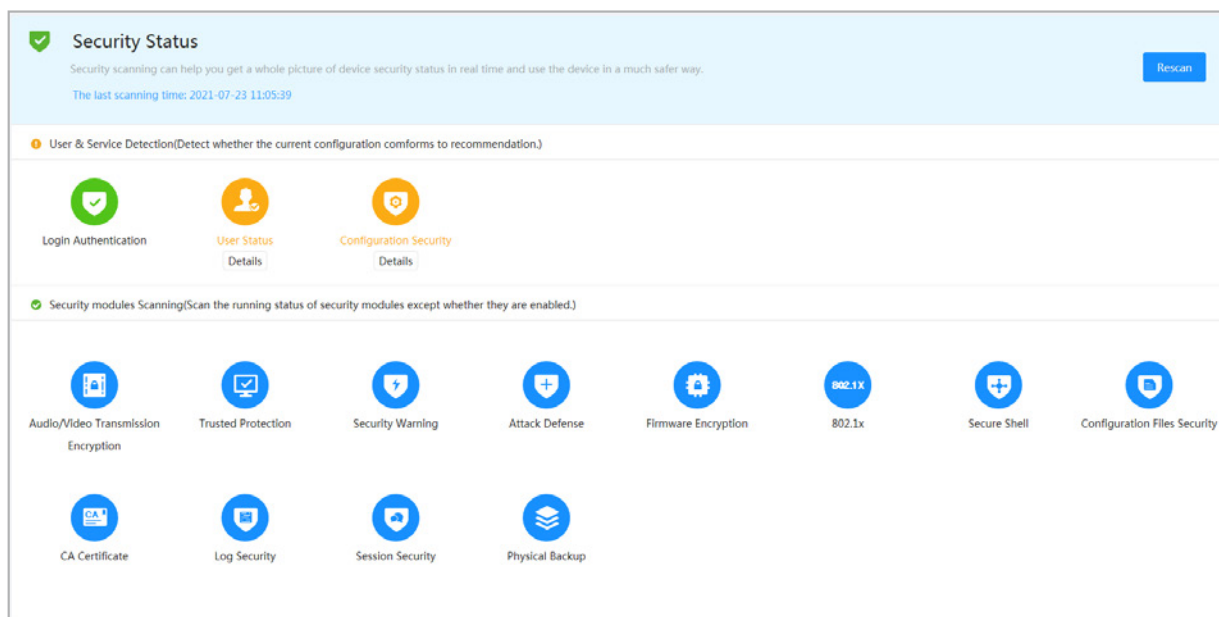 Security Status
Security scanning can help you get a whole picture of device security status in real time and use the device in a much safer way.
Rescan
The last scanning time: 2021-07-23 11:05:39
User & Service Detection(Detect whether the current configuration comforms to recommendation.)
Login Authentication
User Status
Details
Configuration Security
Details
Security modules Scanning(Scan the running status of security modules except whether they are enabled.)
802.1X
Audio/Video Transmission
Encryption
Trusted Protection
Security Warning
Attack Defense
Firmware Encryption
802.1x
Secure Shell
Configuration Files Security
CA
CA Certificate
Log Security
Session Security
Physical Backup